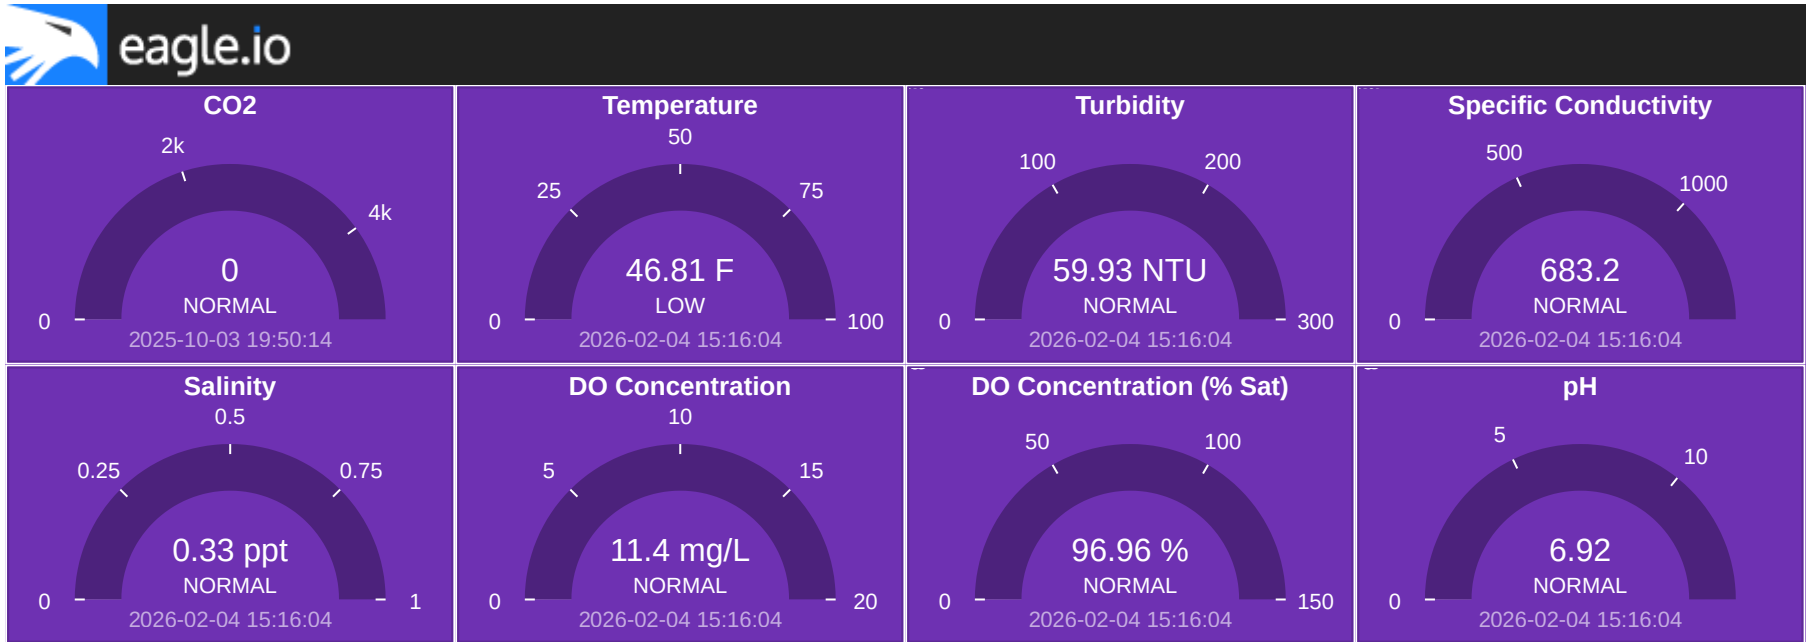 eagle.io
CO2
2k
4k
0
0
NORMAL
2025-10-03 19:50:14
Temperature
50
25
75
46.81 F
LOW
0
100
2026-02-04 15:16:04
Turbidity
100
200
59.93 NTU
NORMAL
0
300
2026-02-04 15:16:04
Specific Conductivity
500
1000
683.2
NORMAL
0
2026-02-04 15:16:04
Salinity
0.5
0.25
0.75
0.33 ppt
NORMAL
0
1
2026-02-04 15:16:04
DO Concentration
10
5
15
11.4 mg/L
NORMAL
0
20
2026-02-04 15:16:04
DO Concentration (% Sat)
50
100
96.96 %
NORMAL
0
150
2026-02-04 15:16:04
pH
5
10
6.92
NORMAL
0
2026-02-04 15:16:04